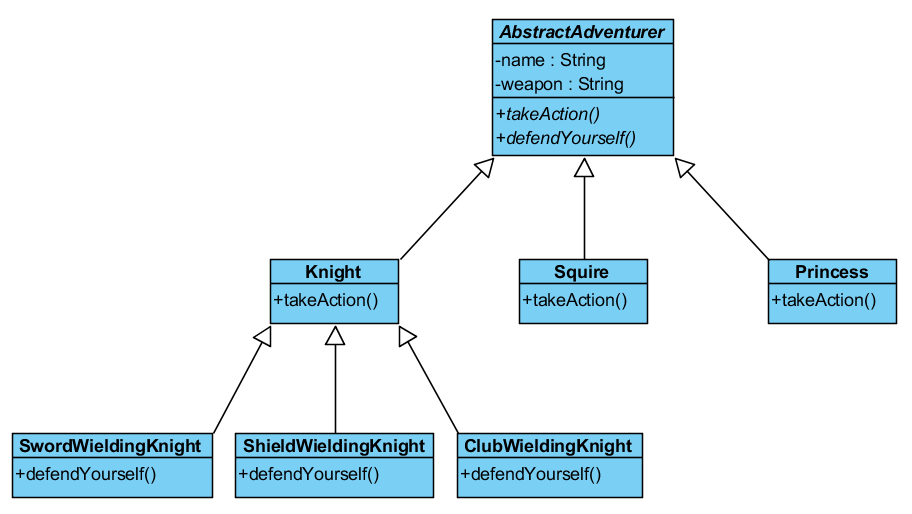 AbstractAdventurer
-name : String
-weapon : String
+takeAction()
+defendYourself()
Knight
+takeAction()
Squire
+takeAction()
Princess
+takeAction()
SwordWieldingKnight
+defendYourself()
ShieldWieldingKnight
+defendYourself()
ClubWieldingKnight
+defendYourself()